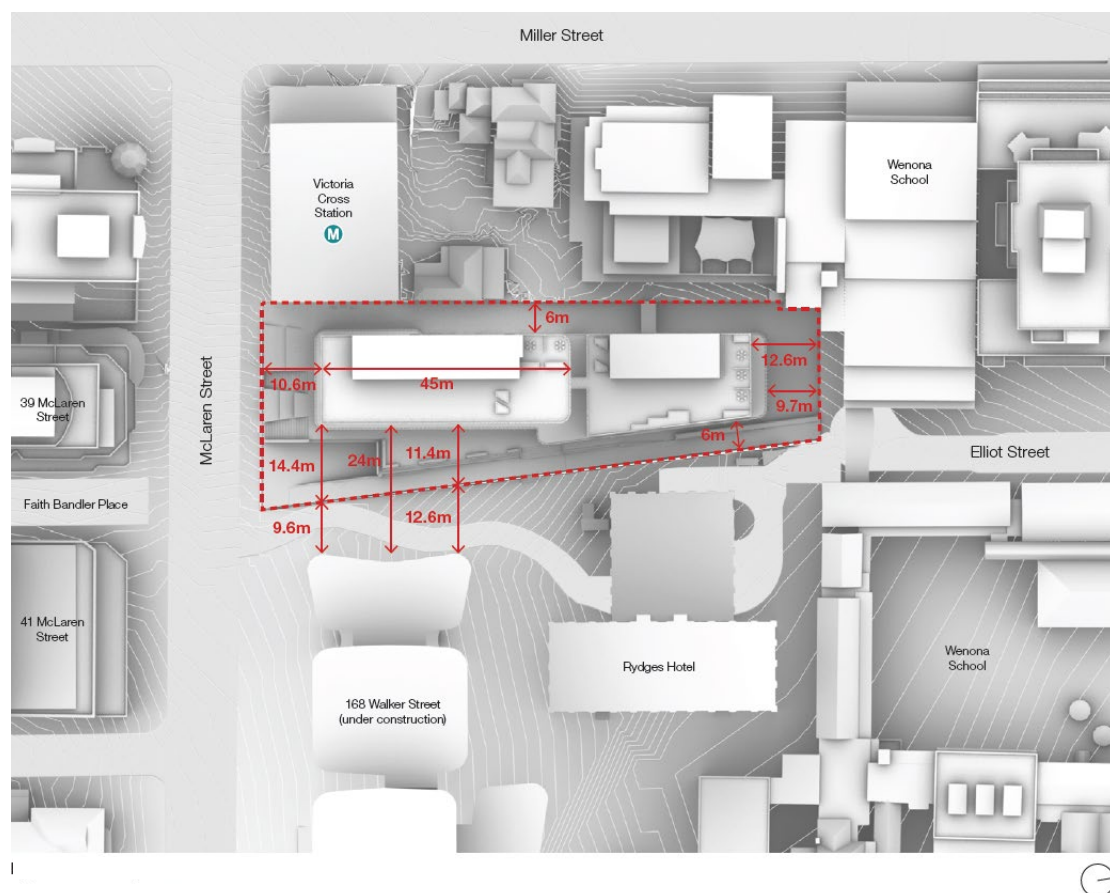 Miller Street
Victoria
Cross
Station
M
Wenona
School
6m
12.6m
10.6m
45m
9.7m
39 McLaren
Street
McLaren Street
6m
11.4m
14.4m
24m
Elliot Street
Faith Bandler Place
12.6m
9.6m
41 McLaren
Street
Rydges Hotel
Wenona
School
168 Walker Street
(under construction)